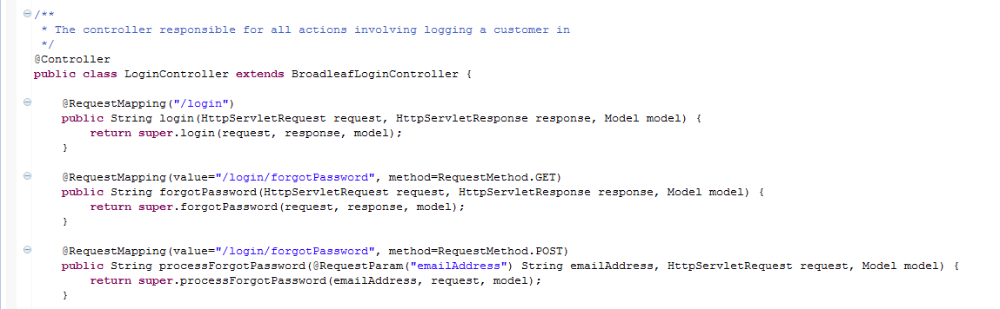 /**
 * The controller responsible for all actions involving logging a customer in
 */
@Controller
public class LoginController extends BroadleafLoginController {
@RequestMapping("/login")
public String login(HttpServletRequest request, HttpServletResponse response, Model model) {
return super.login(request, response, model);
}
@RequestMapping(value="/login/forgotPassword", method=RequestMethod.GET)
public String forgotPassword(HttpServletRequest request, HttpServletResponse response, Model model) {
return super.forgotPassword(request, response, model);
}
@RequestMapping(value="/login/forgotPassword", method=RequestMethod.POST)
public String processForgotPassword(@RequestParam("emailAddress") String emailAddress, HttpServletRequest request, Model model) {
return super.processForgotPassword(emailAddress, request, model);
}